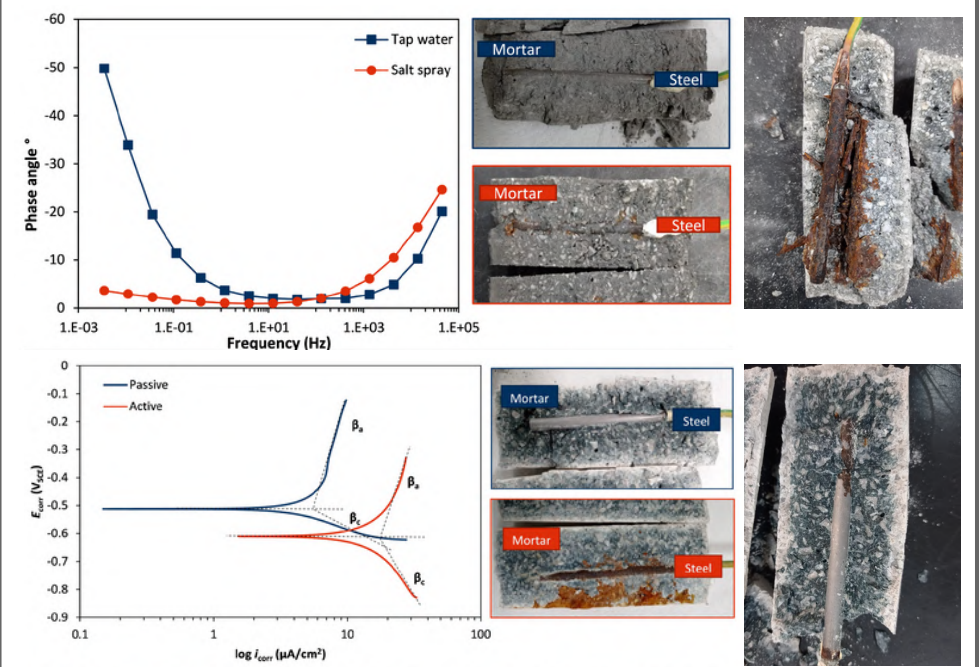 -60
-50
-40
-30
-20
-10
0
Phase angle °
Tap water
Salt spray
1.E-03
1.E-01
1.E+01
1.E+03
1.E+05
Frequency (Hz)
Mortar
Steel
Mortar
Steel
0
-0.1
-0.2
-0.3
-0.4
-0.5
-0.6
-0.7
-0.8
-0.9
E corr (V SCE)
Passive
Active
βa
βa
βc
βc
0.1
1
10
100
log i corr (µA/cm²)
Mortar
Steel
Mortar
Steel